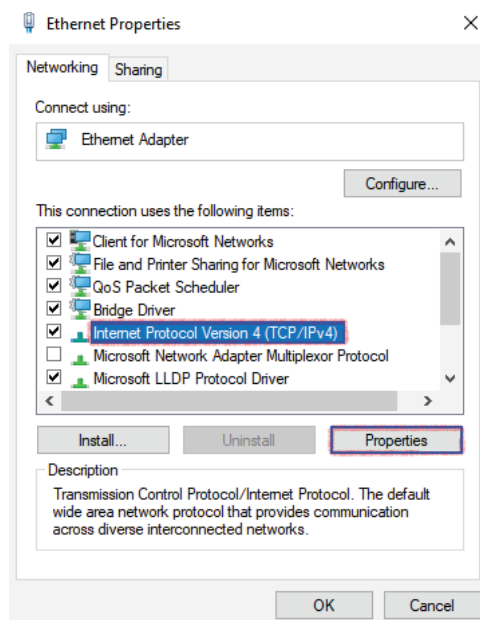 Ethernet Properties
Networking
Sharing
Connect using:
Ethernet Adapter
Configure...
This connection uses the following items:
Client for Microsoft Networks
File and Printer Sharing for Microsoft Networks
QoS Packet Scheduler
Bridge Driver
Internet Protocol Version 4 (TCP/IPv4)
Microsoft Network Adapter Multiplexor Protocol
Microsoft LLDP Protocol Driver
Install...
Uninstall
Properties
Description
Transmission Control Protocol/Internet Protocol. The default
wide area network protocol that provides communication
across diverse interconnected networks.
OK
Cancel